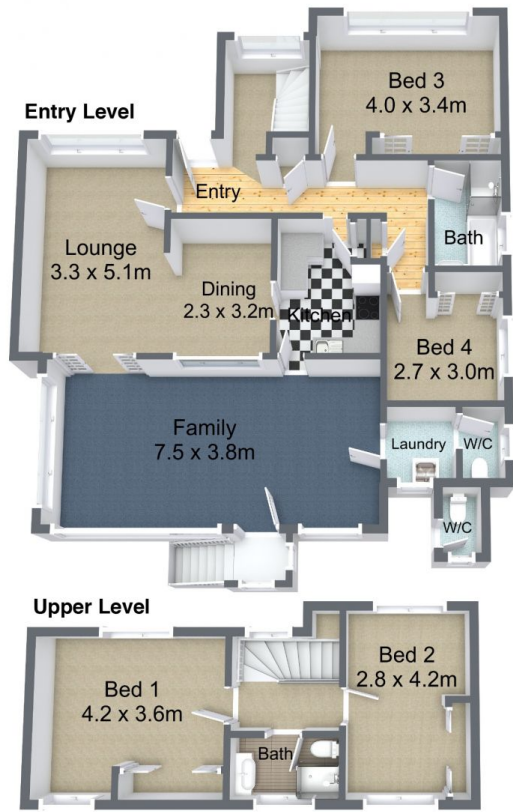 Entry Level
Bed 3
4.0 x 3.4m
Entry
Lounge
3.3 x 5.1m
Bath
Dining
2.3 x 3.2m
Kitchen
Bed 4
2.7 x 3.0m
Family
7.5 x 3.8m
Laundry
W/C
W/C
Upper Level
Bed 1
4.2 x 3.6m
Bed 2
2.8 x 4.2m
Bath